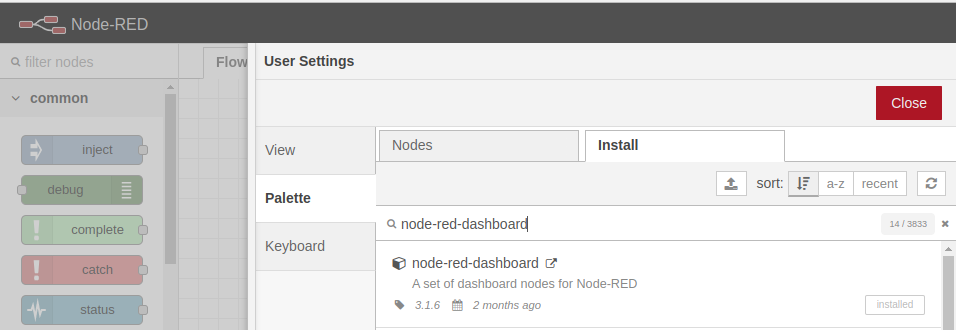 Node-RED
filter nodes
Flow
User Settings
common
Close
View
Nodes
Install
inject
sort:
a-z
recent
debug
Palette
node-red-dashboard
14 / 3833
complete
Keyboard
node-red-dashboard
catch
A set of dashboard nodes for Node-RED
3.1.6
2 months ago
installed
status